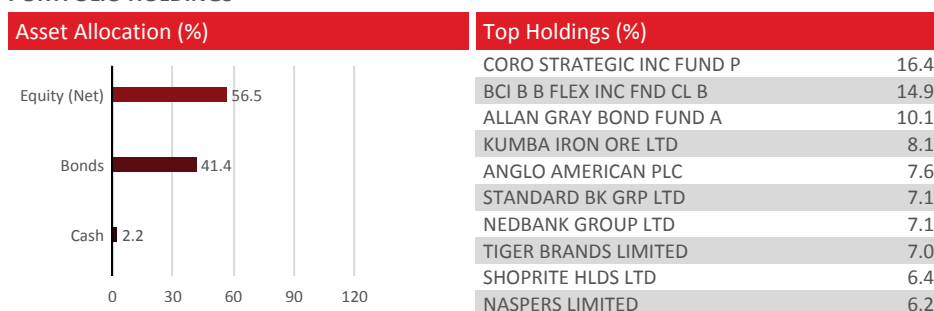 Asset Allocation (%)
Equity (Net) 56.5
Bonds 41.4
Cash 2.2
0 30 60 90 120
Top Holdings (%)
CORO STRATEGIC INC FUND P 16.4
BCI B B FLEX INC FND CL B 14.9
ALLAN GRAY BOND FUND A 10.1
KUMBA IRON ORE LTD 8.1
ANGLO AMERICAN PLC 7.6
STANDARD BK GRP LTD 7.1
NEDBANK GROUP LTD 7.1
TIGER BRANDS LIMITED 7.0
SHOPRITE HLDS LTD 6.4
NASPERS LIMITED 6.2